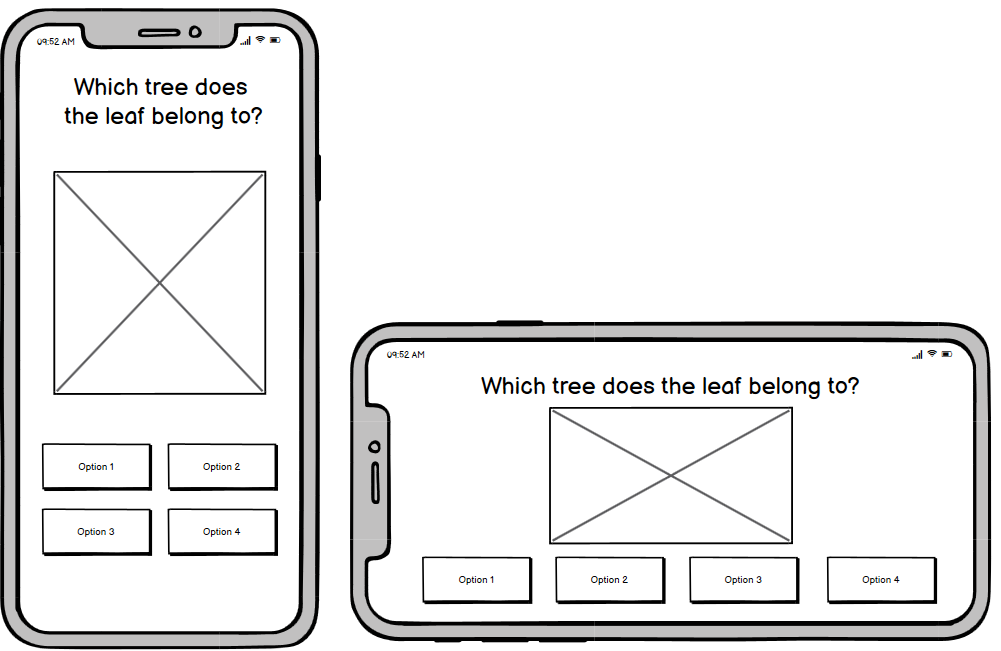 09:52 AM
Which tree does
the leaf belong to?
Option 1
Option 2
Option 3
Option 4
09:52 AM
Which tree does the leaf belong to?
Option 1
Option 2
Option 3
Option 4